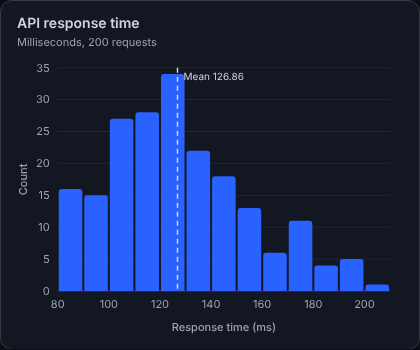 API response time
Milliseconds, 200 requests
35
30
25
20
15
10
5
0
Count
Mean 126.86
80 100 120 140 160 180 200
Response time (ms)